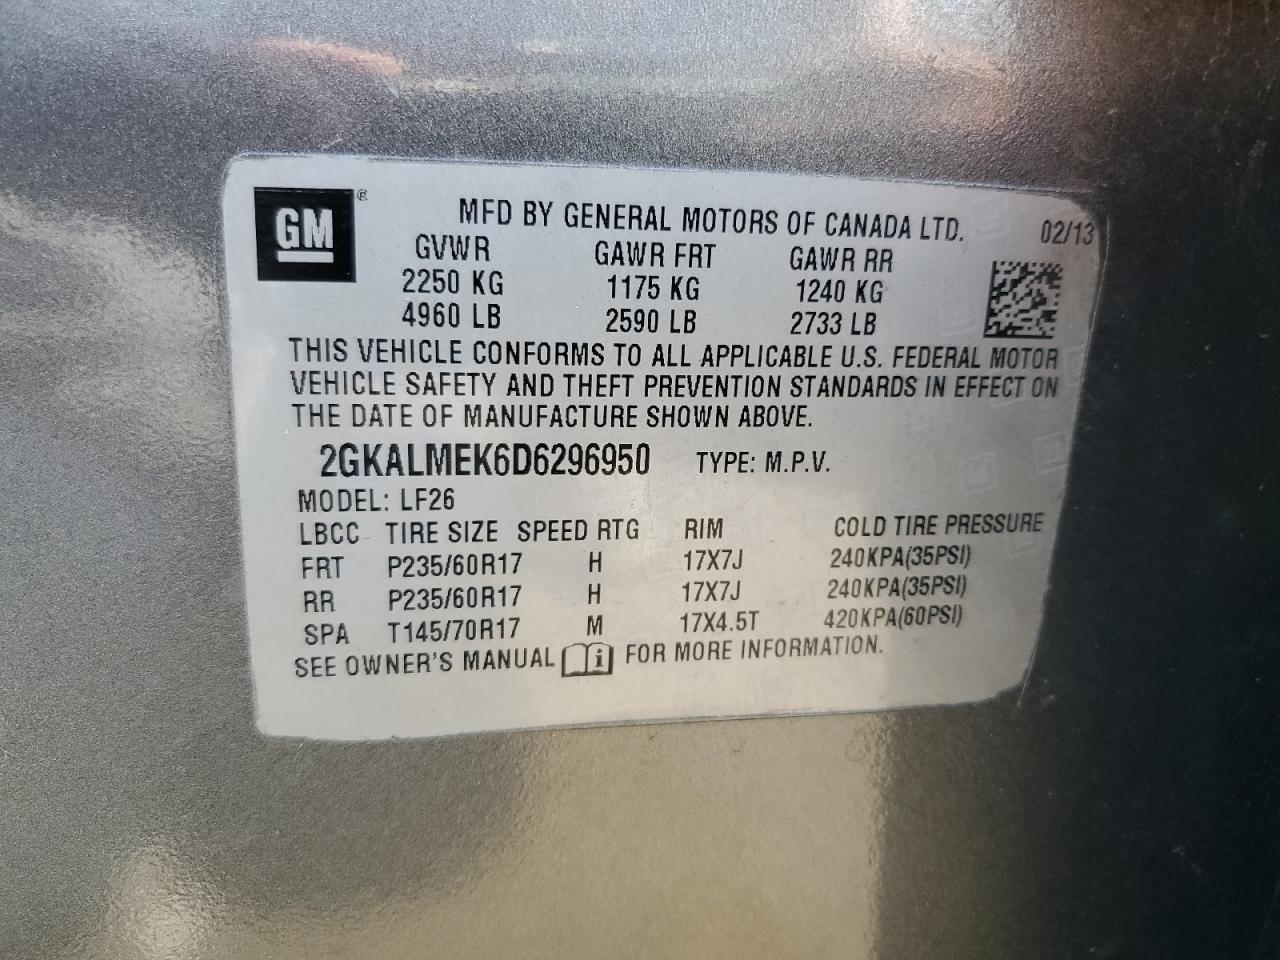 GM ®
MFD BY GENERAL MOTORS OF CANADA LTD. 02/13
GVWR GAWR FRT GAWR RR
2250 KG 1175 KG 1240 KG
4960 LB 2590 LB 2733 LB
THIS VEHICLE CONFORMS TO ALL APPLICABLE U.S. FEDERAL MOTOR
VEHICLE SAFETY AND THEFT PREVENTION STANDARDS IN EFFECT ON
THE DATE OF MANUFACTURE SHOWN ABOVE.
2GKALMEK6D6296950 TYPE: M.P.V.
MODEL: LF26
LBCC TIRE SIZE SPEED RTG RIM COLD TIRE PRESSURE
FRT P235/60R17 H 17X7J 240KPA(35PSI)
RR P235/60R17 H 17X7J 240KPA(35PSI)
SPA T145/70R17 M 17X4.5T 420KPA(60PSI)
SEE OWNER'S MANUAL i FOR MORE INFORMATION.